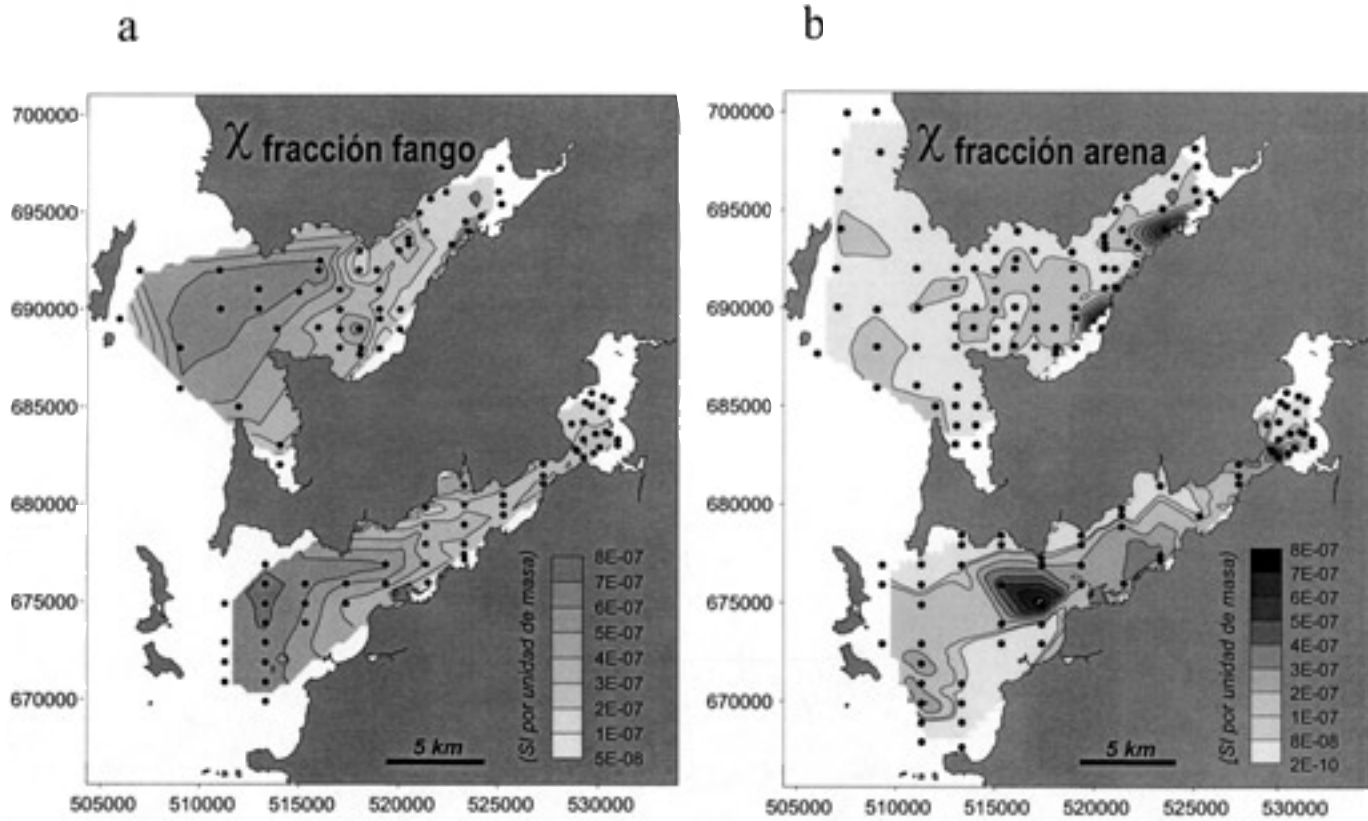 a
b
χ fracción fango
χ fracción arena
700000
695000
690000
685000
680000
675000
670000
700000
695000
690000
685000
680000
675000
670000
(SI por unidad de masa)
8E-07
7E-07
6E-07
5E-07
4E-07
3E-07
2E-07
1E-07
5E-08
(SI por unidad de masa)
8E-07
7E-07
6E-07
5E-07
4E-07
3E-07
2E-07
1E-07
8E-08
2E-10
5 km
5 km
505000 510000 515000 520000 525000 530000
505000 510000 515000 520000 525000 530000